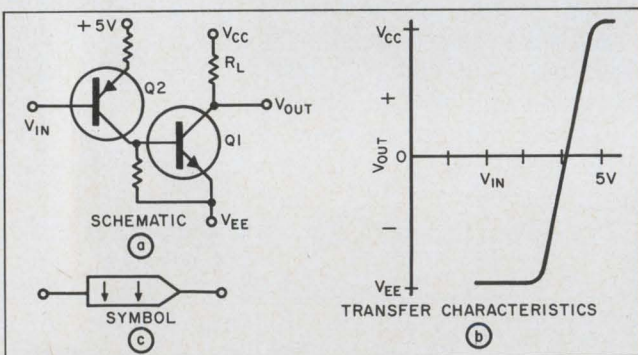 +5V
VCC
RL
Q2
VIN
VOUT
Q1
SCHEMATIC
VEE
a
SYMBOL
c
VCC
+
VOUT
0
VIN
5V
−
VEE
TRANSFER CHARACTERISTICS
b